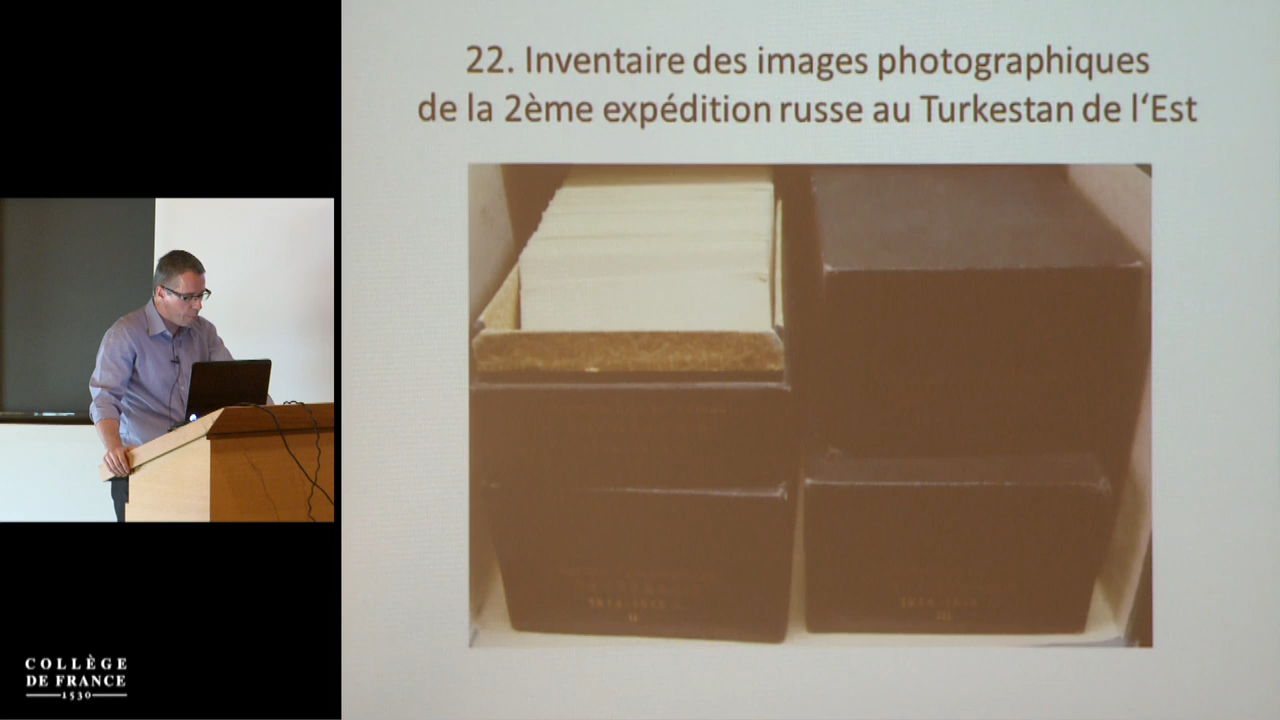 22. Inventaire des images photographiques
de la 2ème expédition russe au Turkestan de l‘Est
COLLÈGE
DE FRANCE
1530